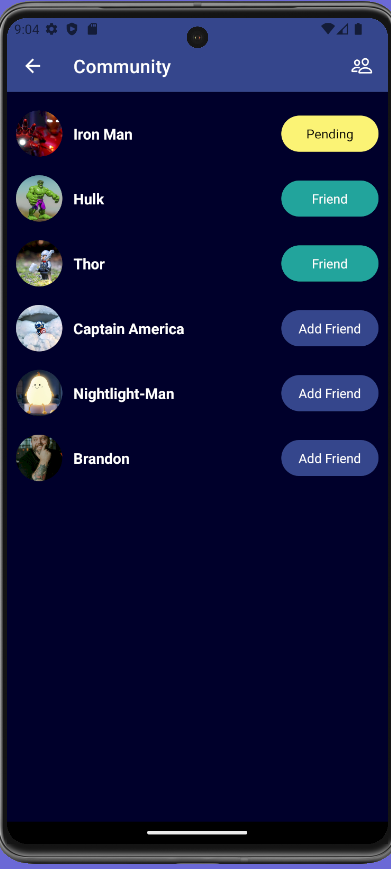 9:04
Community
Iron Man
Pending
Hulk
Friend
Thor
Friend
Captain America
Add Friend
Nightlight-Man
Add Friend
Brandon
Add Friend